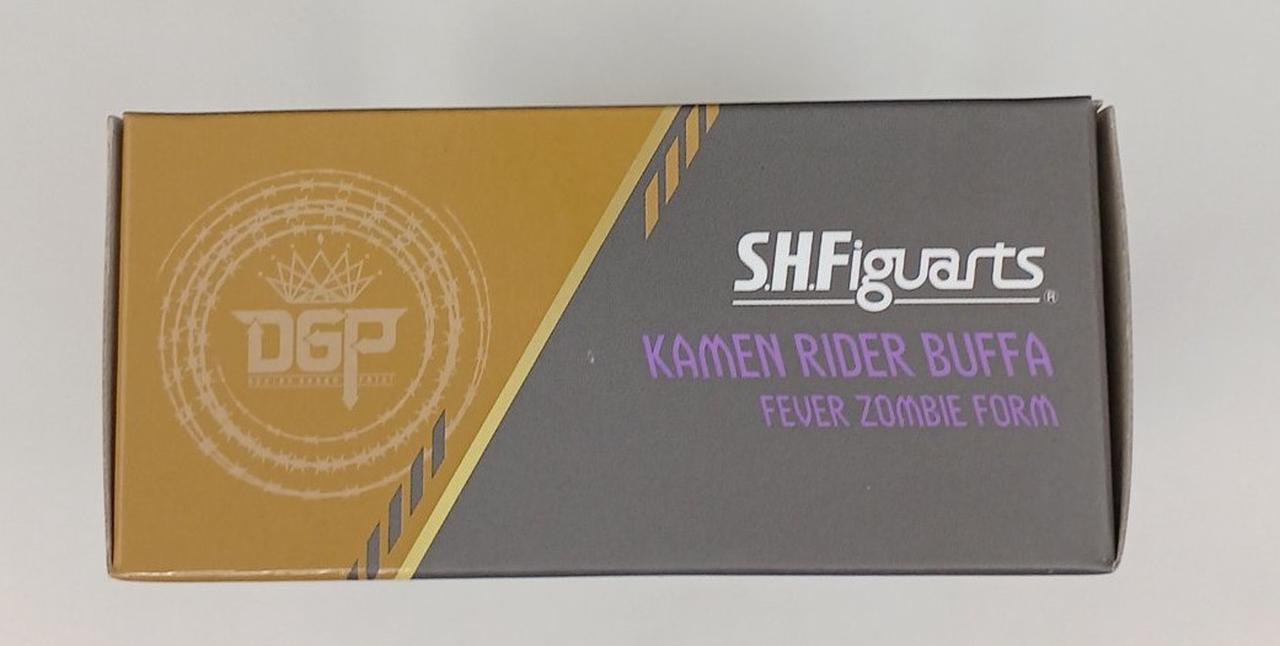 DGP
S.H.Figuarts
®
KAMEN RIDER BUFFA
FEVER ZOMBIE FORM